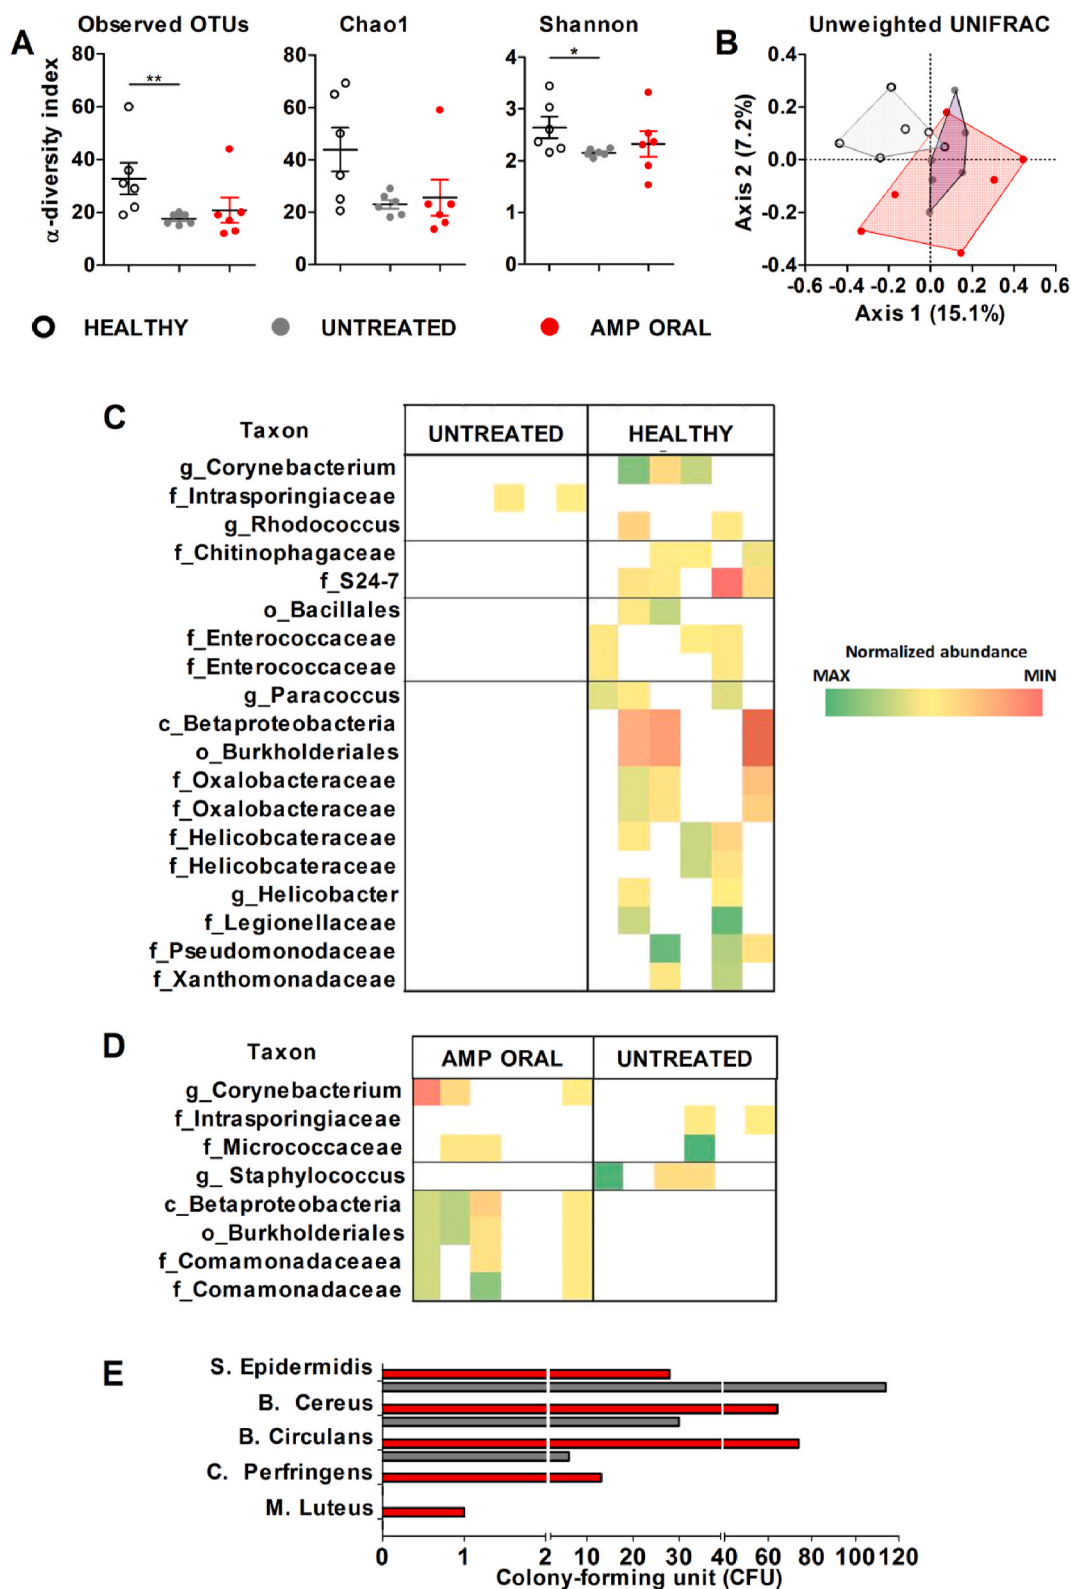 A
Observed OTUs
Chao1
Shannon
B
Unweighted UNIFRAC
α-diversity index
80
60
40
20
0
**
80
60
40
20
0
4
3
2
1
0
*
Axis 2 (7.2%)
0.4
0.2
0.0
-0.2
-0.4
-0.6 -0.4 -0.2 0.0 0.2 0.4 0.6
Axis 1 (15.1%)
HEALTHY
UNTREATED
AMP ORAL
C
Taxon
UNTREATED
HEALTHY
g_Corynebacterium
f_Intrasporingiaceae
g_Rhodococcus
f_Chitinophagaceae
f_S24-7
o_Bacillales
f_Enterococcaceae
f_Enterococcaceae
g_Paracoccus
c_Betaproteobacteria
o_Burkholderiales
f_Oxalobacteraceae
f_Oxalobacteraceae
f_Helicobcateraceae
f_Helicobcateraceae
g_Helicobacter
f_Legionellaceae
f_Pseudomonodaceae
f_Xanthomonadaceae
Normalized abundance
MAX
MIN
D
Taxon
AMP ORAL
UNTREATED
g_Corynebacterium
f_Intrasporingiaceae
f_Micrococcaceae
g_ Staphylococcus
c_Betaproteobacteria
o_Burkholderiales
f_Comamonadaceaea
f_Comamonadaceae
E
S. Epidermidis
B. Cereus
B. Circulans
C. Perfringens
M. Luteus
0 1 2 10 20 30 40 60 80 100 120
Colony-forming unit (CFU)